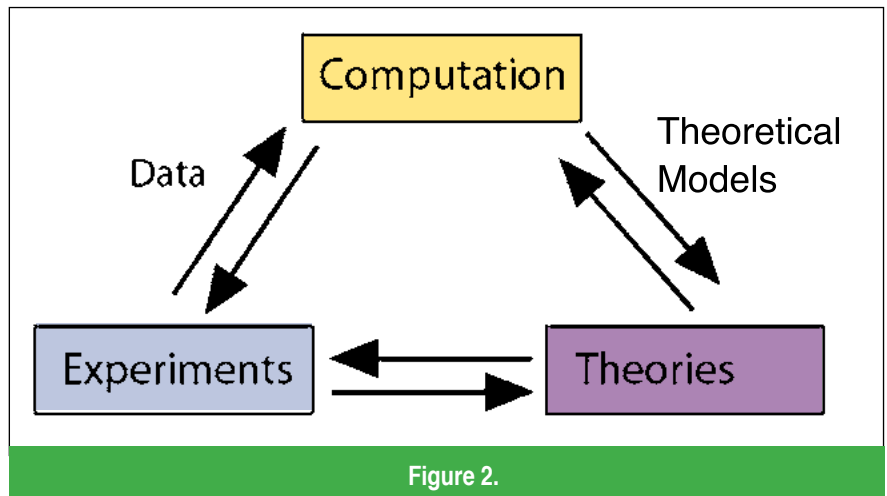 Computation
Theoretical
Models
Data
Experiments
Theories
Figure 2.